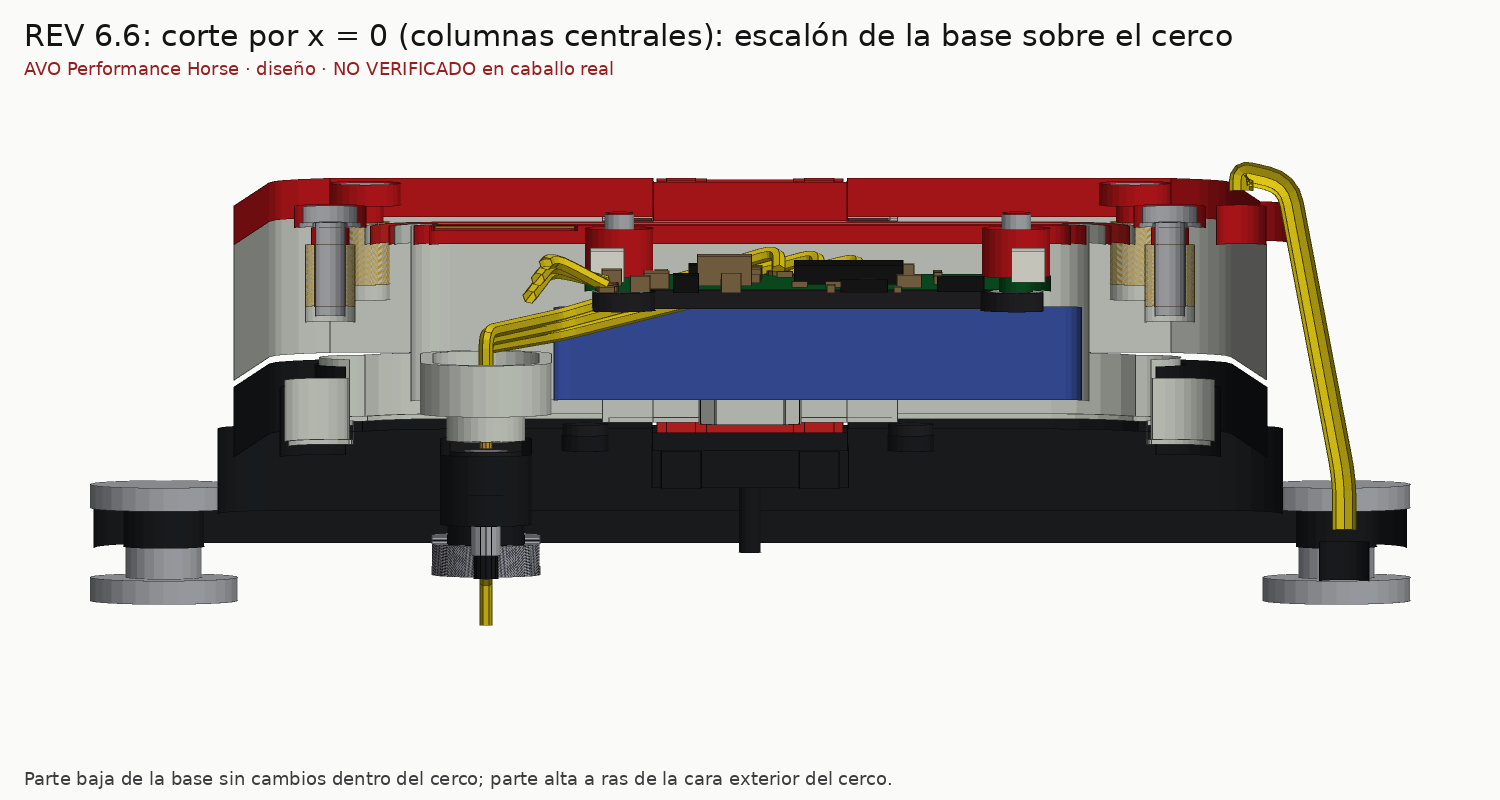 REV 6.6: corte por x = 0 (columnas centrales): escalón de la base sobre el cerco
AVO Performance Horse · diseño · NO VERIFICADO en caballo real
Parte baja de la base sin cambios dentro del cerco; parte alta a ras de la cara exterior del cerco.